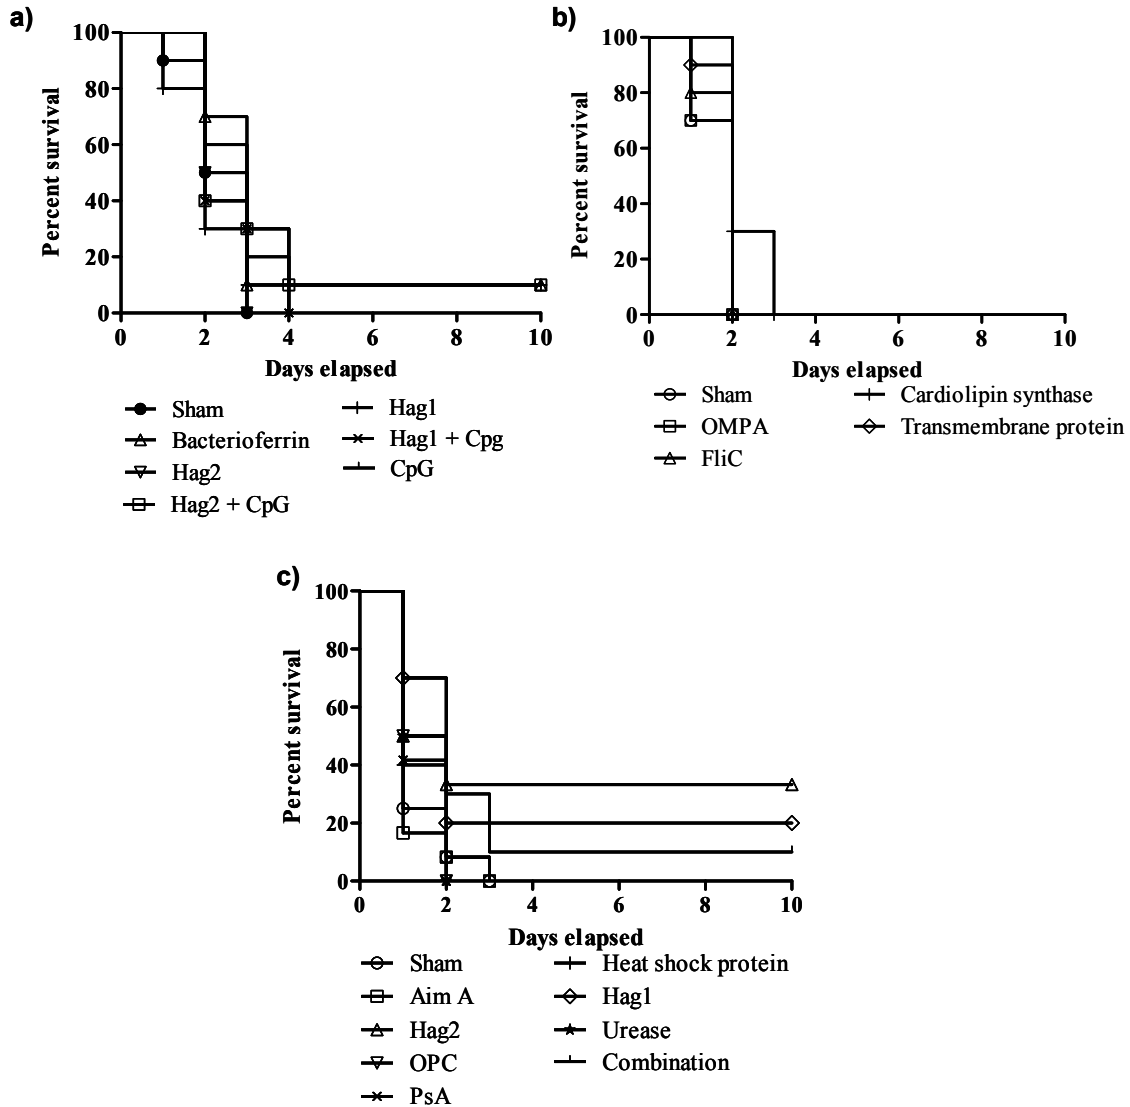 a)
Percent survival
100
80
60
40
20
0
0 2 4 6 8 10
Days elapsed
Sham
Bacterioferrin
Hag2
Hag2 + CpG
Hag1
Hag1 + Cpg
CpG
b)
Percent survival
100
80
60
40
20
0
0 2 4 6 8 10
Days elapsed
Sham
OMPA
FliC
Cardiolipin synthase
Transmembrane protein
c)
Percent survival
100
80
60
40
20
0
0 2 4 6 8 10
Days elapsed
Sham
Aim A
Hag2
OPC
PsA
Heat shock protein
Hag1
Urease
Combination